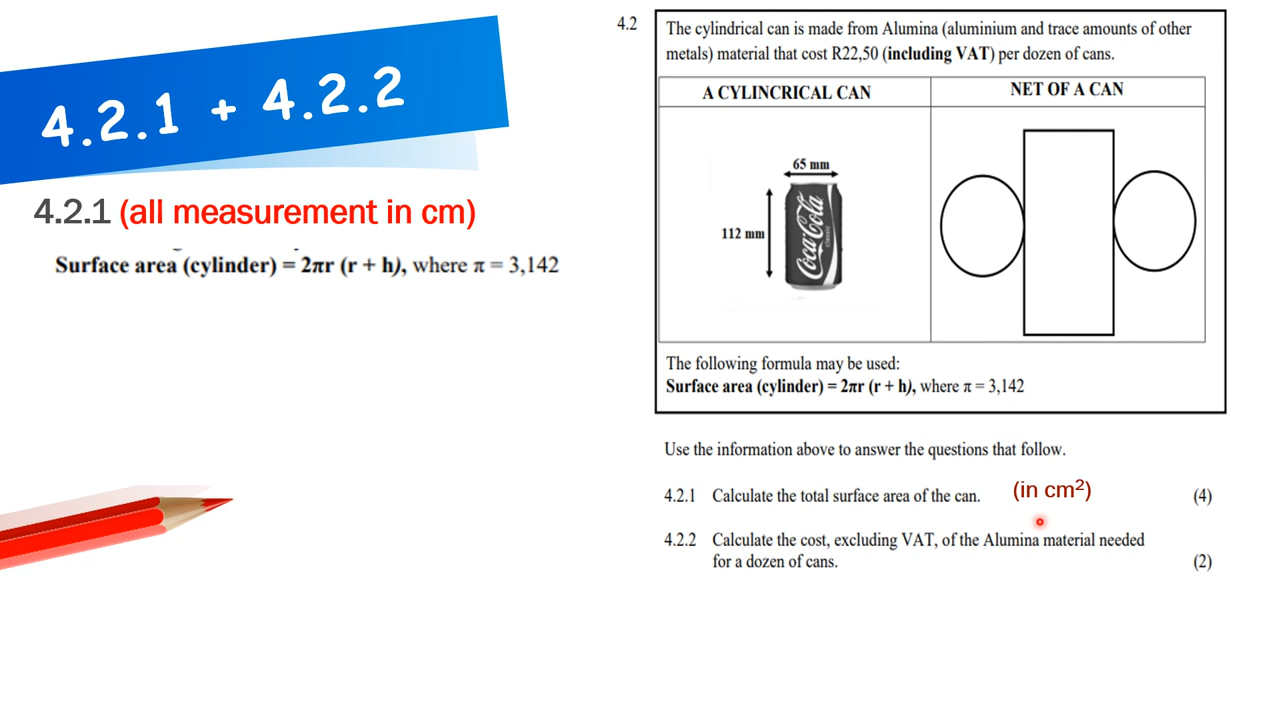 4.2.1 + 4.2.2
4.2.1 (all measurement in cm)
Surface area (cylinder) = 2πr (r + h), where π = 3,142
4.2
The cylindrical can is made from Alumina (aluminium and trace amounts of other
metals) material that cost R22,50 (including VAT) per dozen of cans.
A CYLINCRICAL CAN
NET OF A CAN
65 mm
112 mm
Coca-Cola
classic
The following formula may be used:
Surface area (cylinder) = 2πr (r + h), where π = 3,142
Use the information above to answer the questions that follow.
4.2.1 Calculate the total surface area of the can. (in cm²) (4)
4.2.2 Calculate the cost, excluding VAT, of the Alumina material needed
for a dozen of cans. (2)